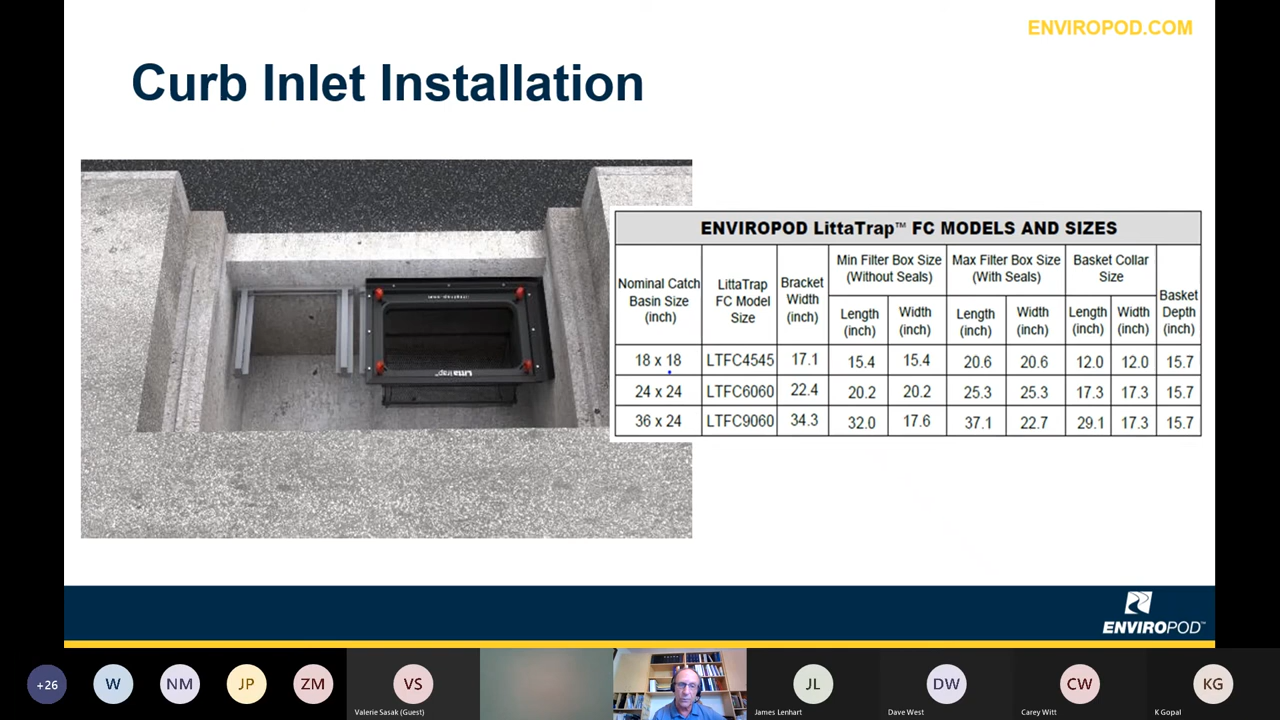 ENVIROPOD.COM
Curb Inlet Installation
LittaTrap
ENVIROPOD LittaTrap™ FC MODELS AND SIZES
Nominal Catch Basin Size (inch)
LittaTrap FC Model Size
Bracket Width (inch)
Min Filter Box Size (Without Seals)
Max Filter Box Size (With Seals)
Basket Collar Size
Basket Depth (inch)
Length (inch)
Width (inch)
Length (inch)
Width (inch)
Length (inch)
Width (inch)
18 x 18 LTFC4545 17.1 15.4 15.4 20.6 20.6 12.0 12.0 15.7
24 x 24 LTFC6060 22.4 20.2 20.2 25.3 25.3 17.3 17.3 15.7
36 x 24 LTFC9060 34.3 32.0 17.6 37.1 22.7 29.1 17.3 15.7
ENVIROPOD™
+26 W NM JP ZM VS JL DW CW KG
Valerie Sasak (Guest) James Lenhart Dave West Carey Witt K Gopal